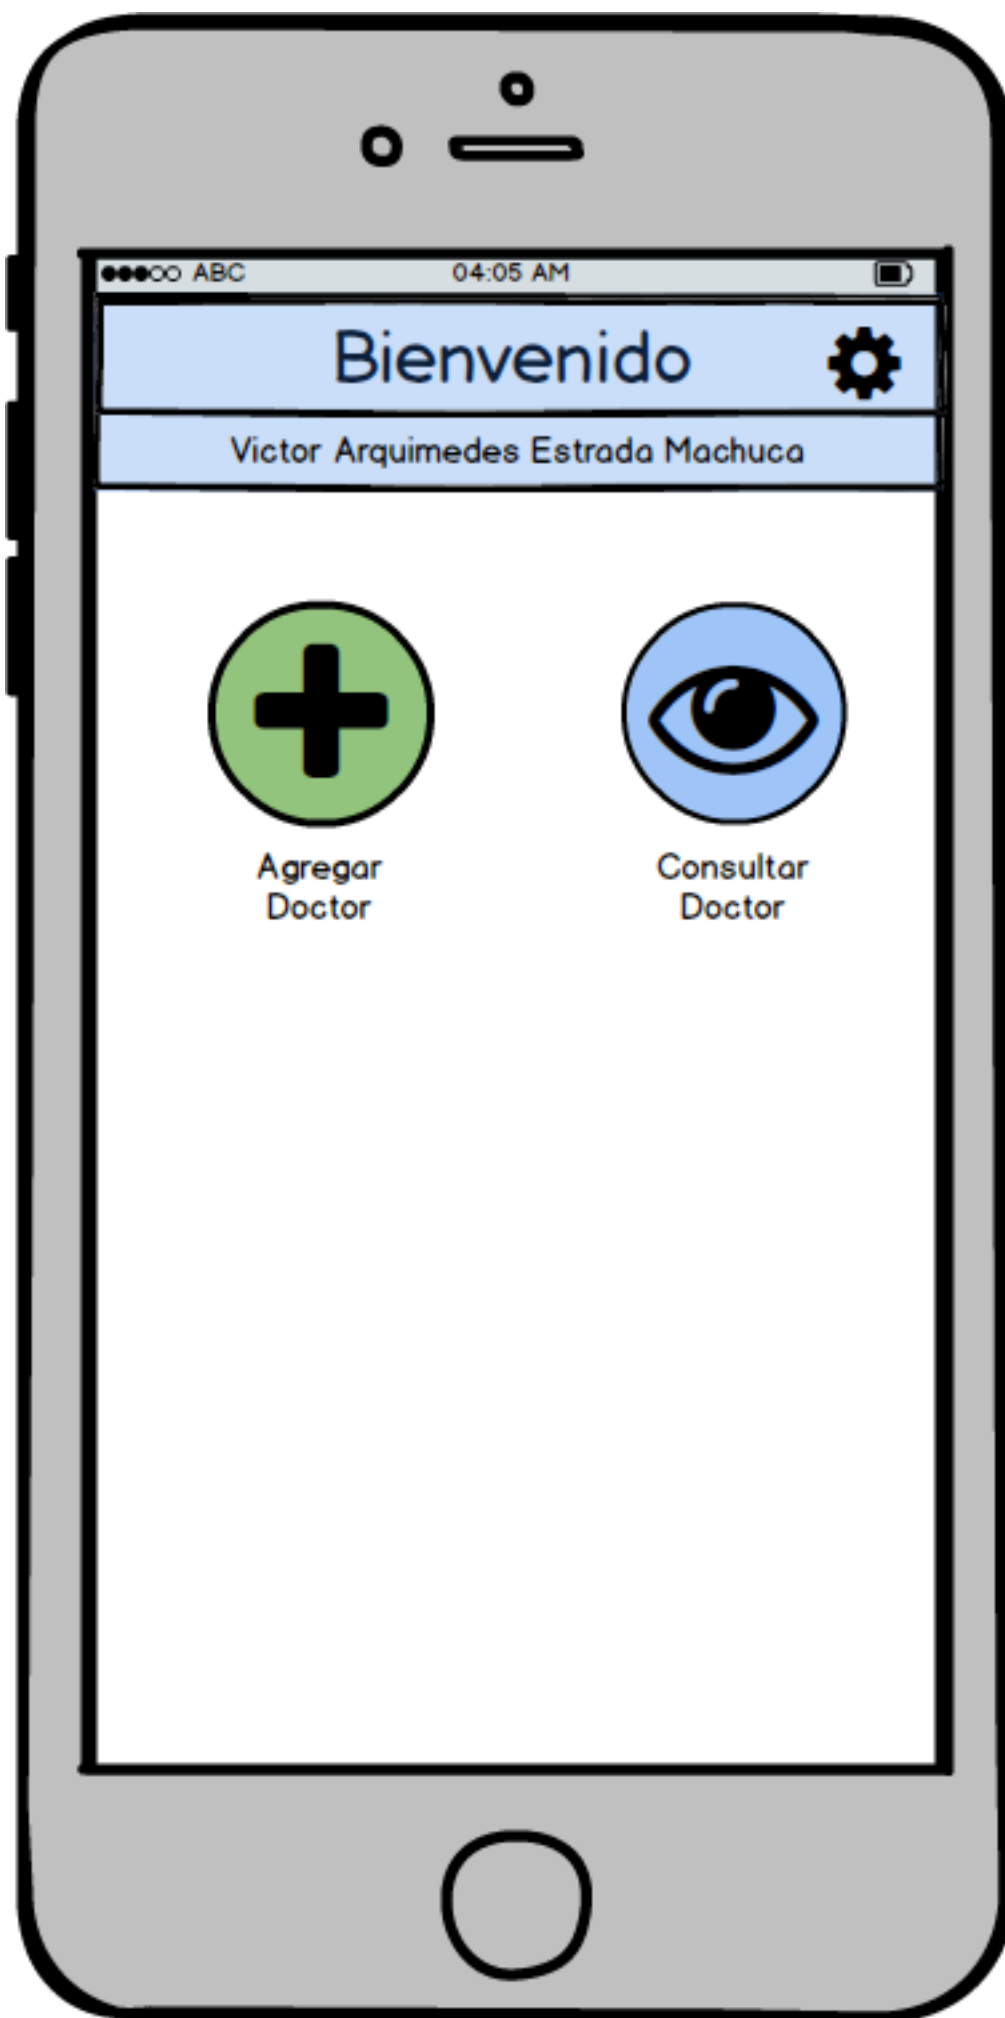 ABC 04:05 AM
Bienvenido
Victor Arquimedes Estrada Machuca
Agregar
Doctor
Consultar
Doctor